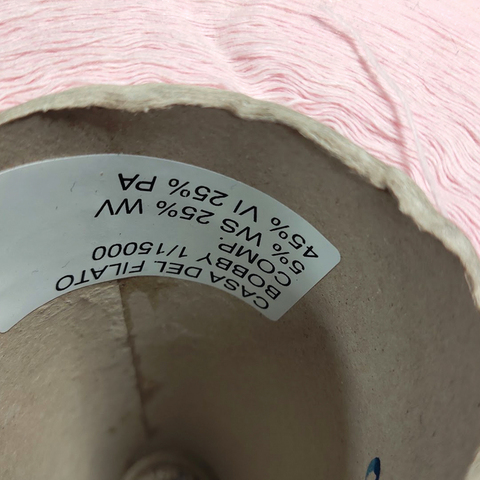 CASA DEL FILATO
BOBBY 1/15000
COMP.
5% WS 25% WV
45% VI 25% PA